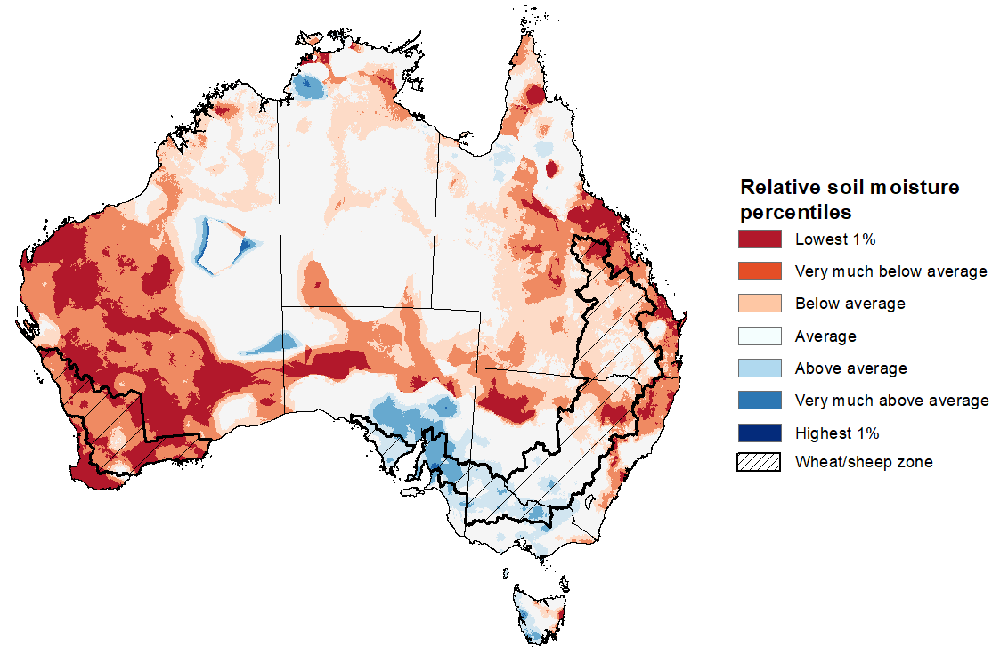 Relative soil moisture
percentiles
Lowest 1%
Very much below average
Below average
Average
Above average
Very much above average
Highest 1%
Wheat/sheep zone